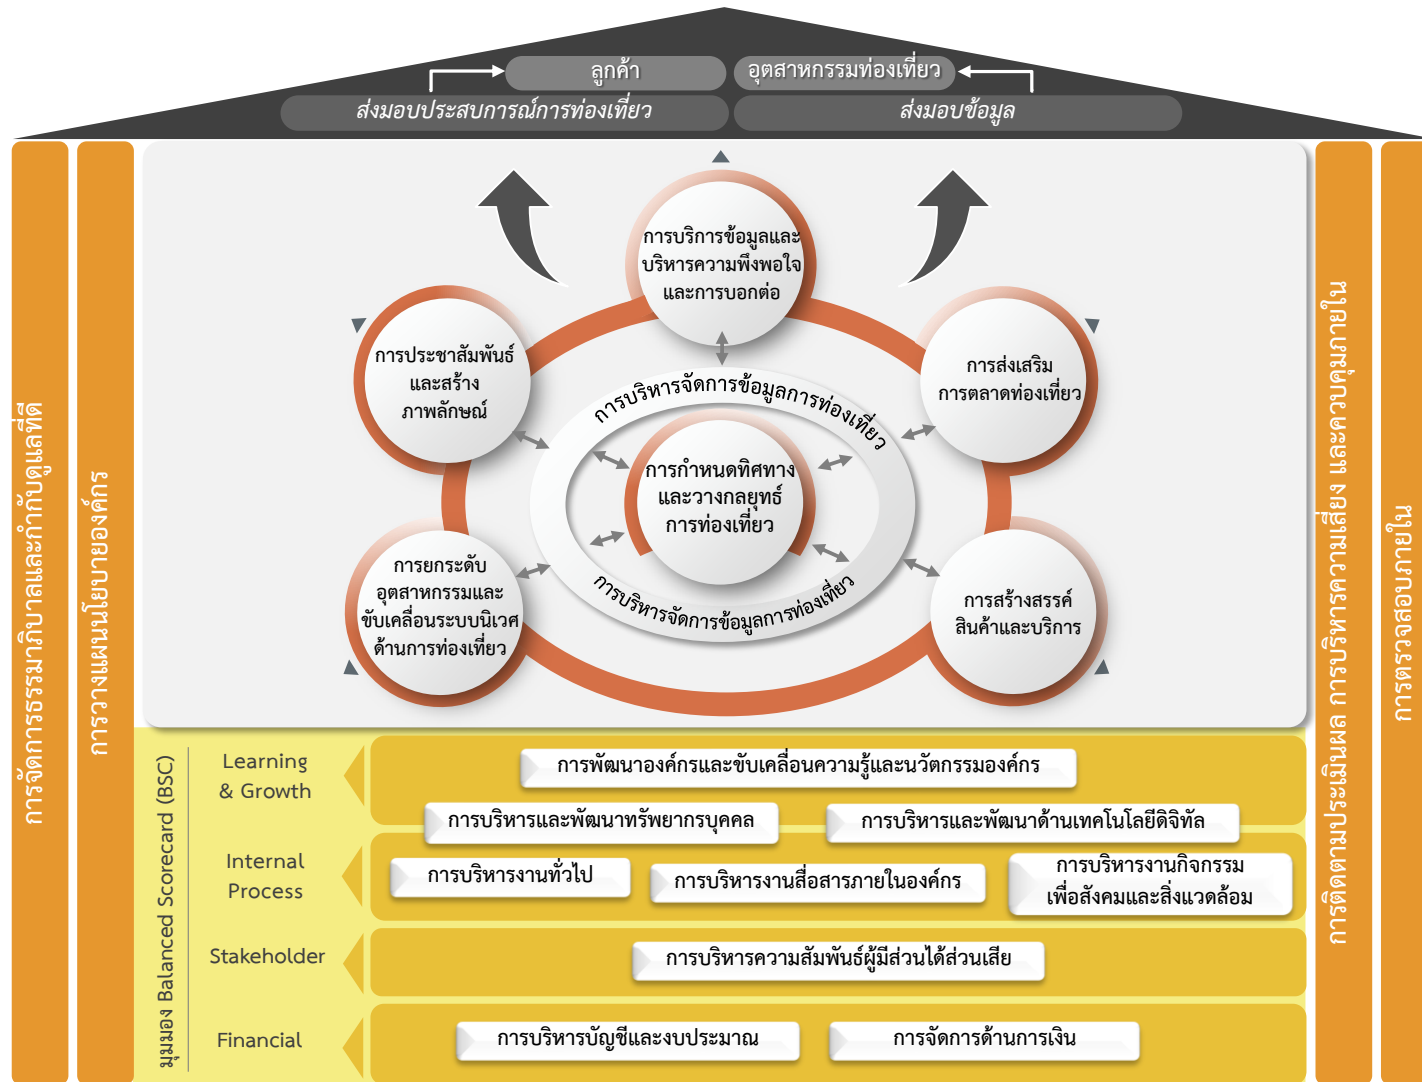 ลูกค้า
อุตสาหกรรมท่องเที่ยว
ส่งมอบประสบการณ์การท่องเที่ยว
ส่งมอบข้อมูล
การจัดการธรรมาภิบาลและกำกับดูแลที่ดี
การวางแผนนโยบายองค์กร
การบริการข้อมูลและ
บริหารความพึงพอใจ
และการบอกต่อ
การประชาสัมพันธ์
และสร้าง
ภาพลักษณ์
การส่งเสริม
การตลาดท่องเที่ยว
การบริหารจัดการข้อมูลการท่องเที่ยว
การกำหนดทิศทาง
และวางกลยุทธ์
การท่องเที่ยว
การบริหารจัดการข้อมูลการท่องเที่ยว
การยกระดับ
อุตสาหกรรมและ
ขับเคลื่อนระบบนิเวศ
ด้านการท่องเที่ยว
การสร้างสรรค์
สินค้าและบริการ
การติดตามประเมินผล การบริหารความเสี่ยง และควบคุมภายใน
การตรวจสอบภายใน
มุมมอง Balanced Scorecard (BSC)
Learning
& Growth
การพัฒนาองค์กรและขับเคลื่อนความรู้และนวัตกรรมองค์กร
การบริหารและพัฒนาทรัพยากรบุคคล
การบริหารและพัฒนาด้านเทคโนโลยีดิจิทัล
Internal
Process
การบริหารงานทั่วไป
การบริหารงานสื่อสารภายในองค์กร
การบริหารงานกิจกรรม
เพื่อสังคมและสิ่งแวดล้อม
Stakeholder
การบริหารความสัมพันธ์ผู้มีส่วนได้ส่วนเสีย
Financial
การบริหารบัญชีและงบประมาณ
การจัดการด้านการเงิน